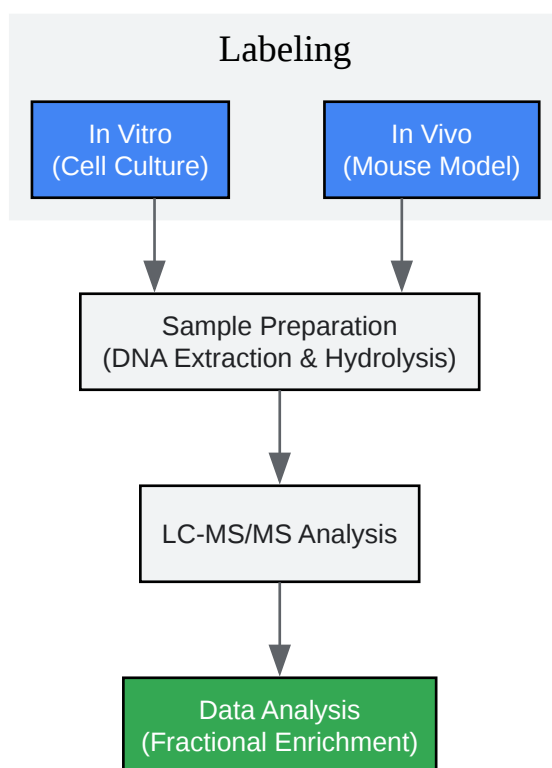 Labeling
In Vitro
(Cell Culture)
In Vivo
(Mouse Model)
Sample Preparation
(DNA Extraction & Hydrolysis)
LC-MS/MS Analysis
Data Analysis
(Fractional Enrichment)